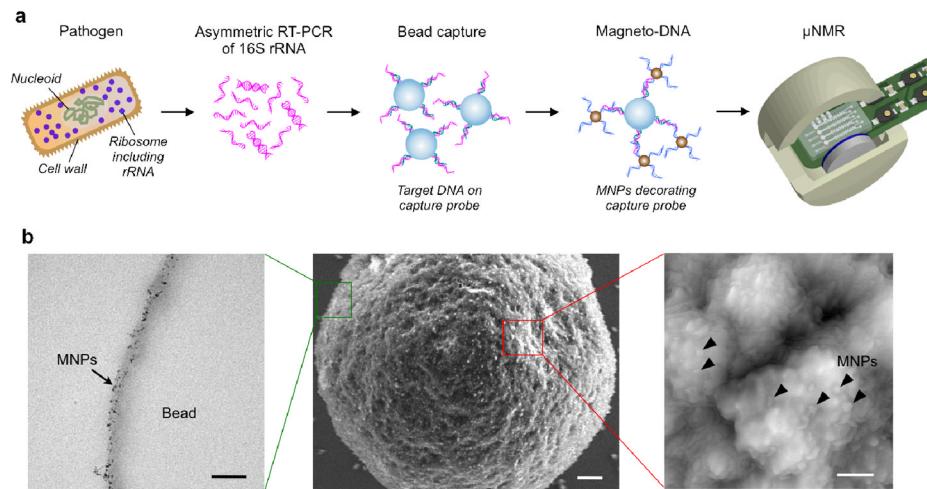 a
Pathogen
Nucleoid
Ribosome
including
rRNA
Cell wall
Asymmetric RT-PCR
of 16S rRNA
Bead capture
Target DNA on
capture probe
Magneto-DNA
MNPs decorating
capture probe
µNMR
b
MNPs
Bead
MNPs